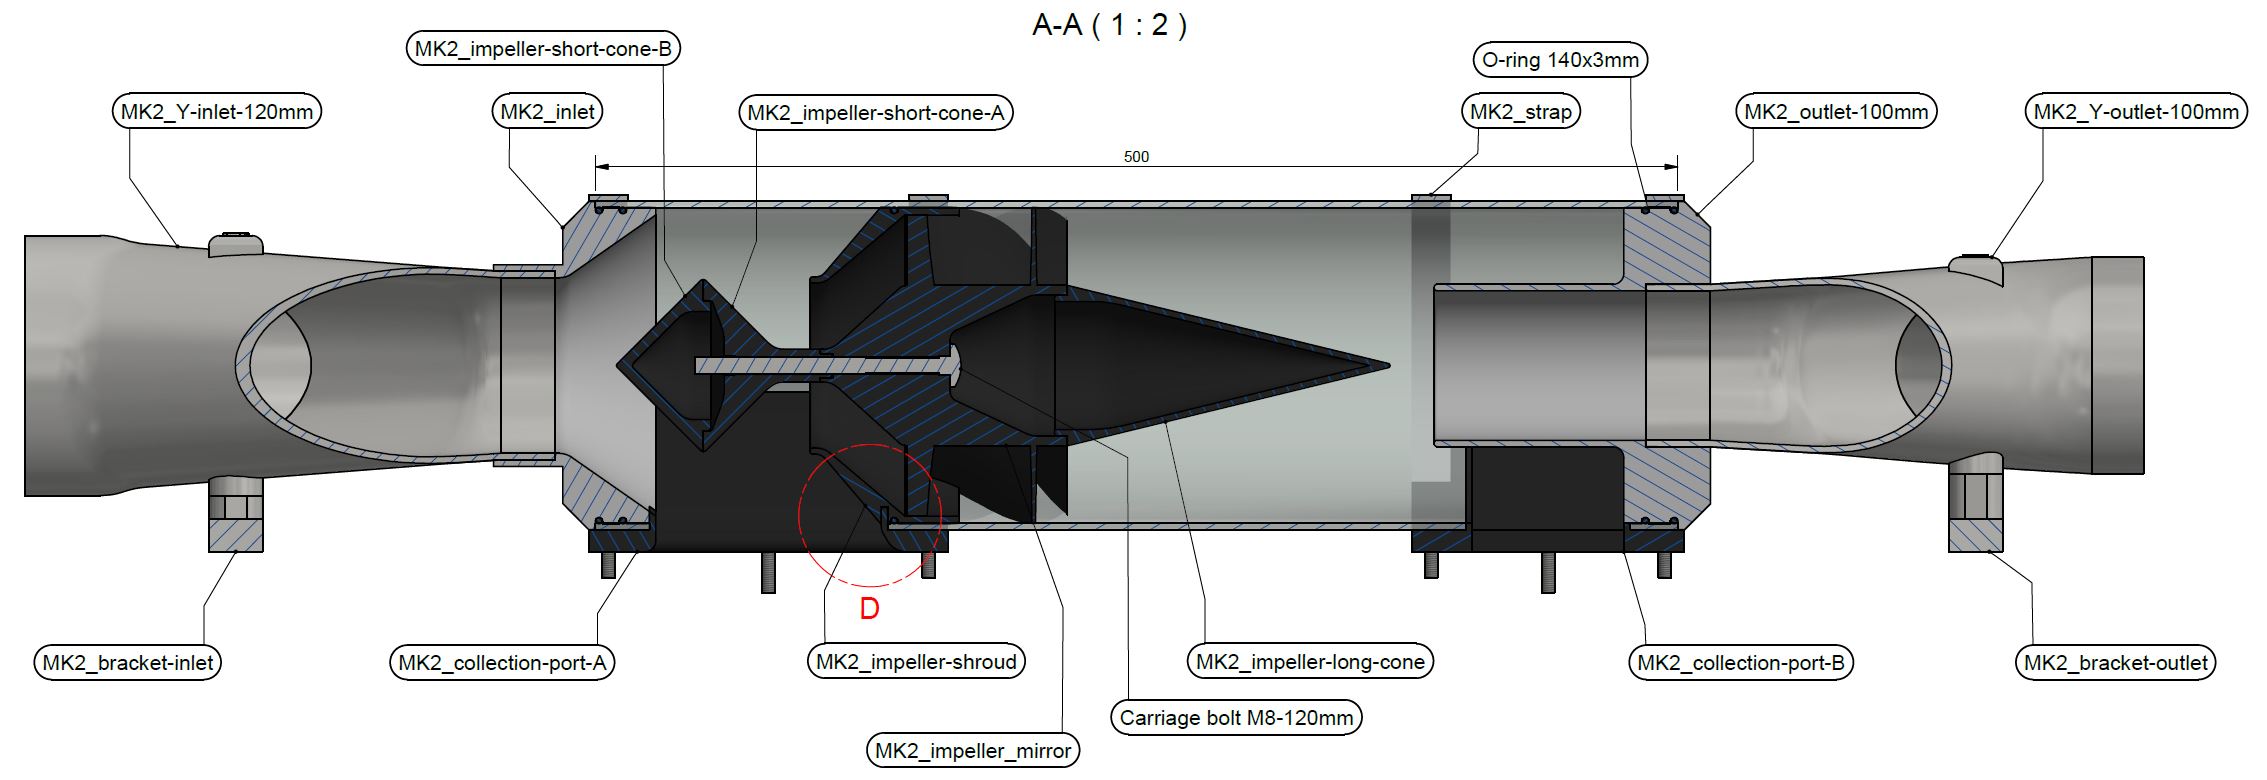 A-A ( 1 : 2 )
MK2_impeller-short-cone-B
O-ring 140x3mm
MK2_Y-inlet-120mm
MK2_inlet
MK2_impeller-short-cone-A
MK2_strap
MK2_outlet-100mm
MK2_Y-outlet-100mm
500
D
MK2_bracket-inlet
MK2_collection-port-A
MK2_impeller-shroud
MK2_impeller-long-cone
MK2_collection-port-B
MK2_bracket-outlet
Carriage bolt M8-120mm
MK2_impeller_mirror